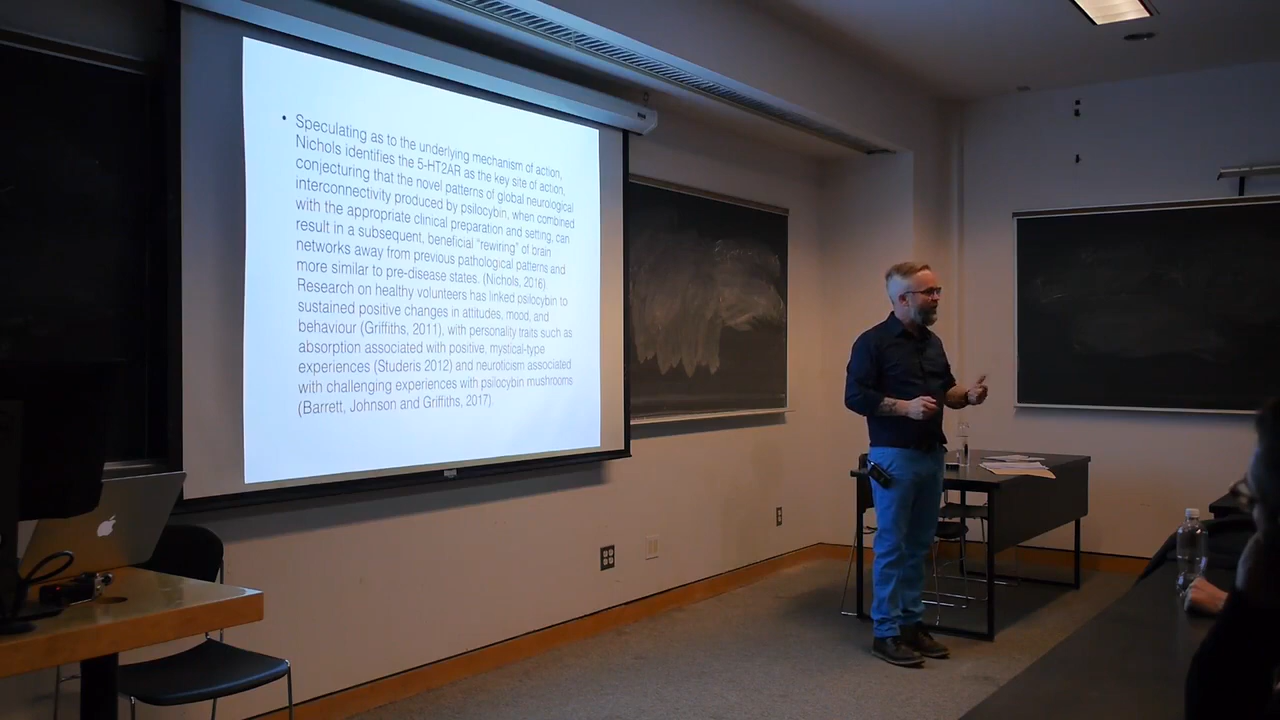 • Speculating as to the underlying mechanism of action,
Nichols identifies the 5-HT2AR as the key site of action,
conjecturing that the novel patterns of global neurological
interconnectivity produced by psilocybin, when combined
with the appropriate clinical preparation and setting, can
result in a subsequent, beneficial "rewiring" of brain
networks away from previous pathological patterns and
more similar to pre-disease states. (Nichols, 2016)
Research on healthy volunteers has linked psilocybin to
sustained positive changes in attitudes, mood, and
behaviour (Griffiths, 2011), with personality traits such as
absorption associated with positive, mystical-type
experiences (Studeris 2012) and neuroticism associated
with challenging experiences with psilocybin mushrooms
(Barrett, Johnson and Griffiths, 2017).